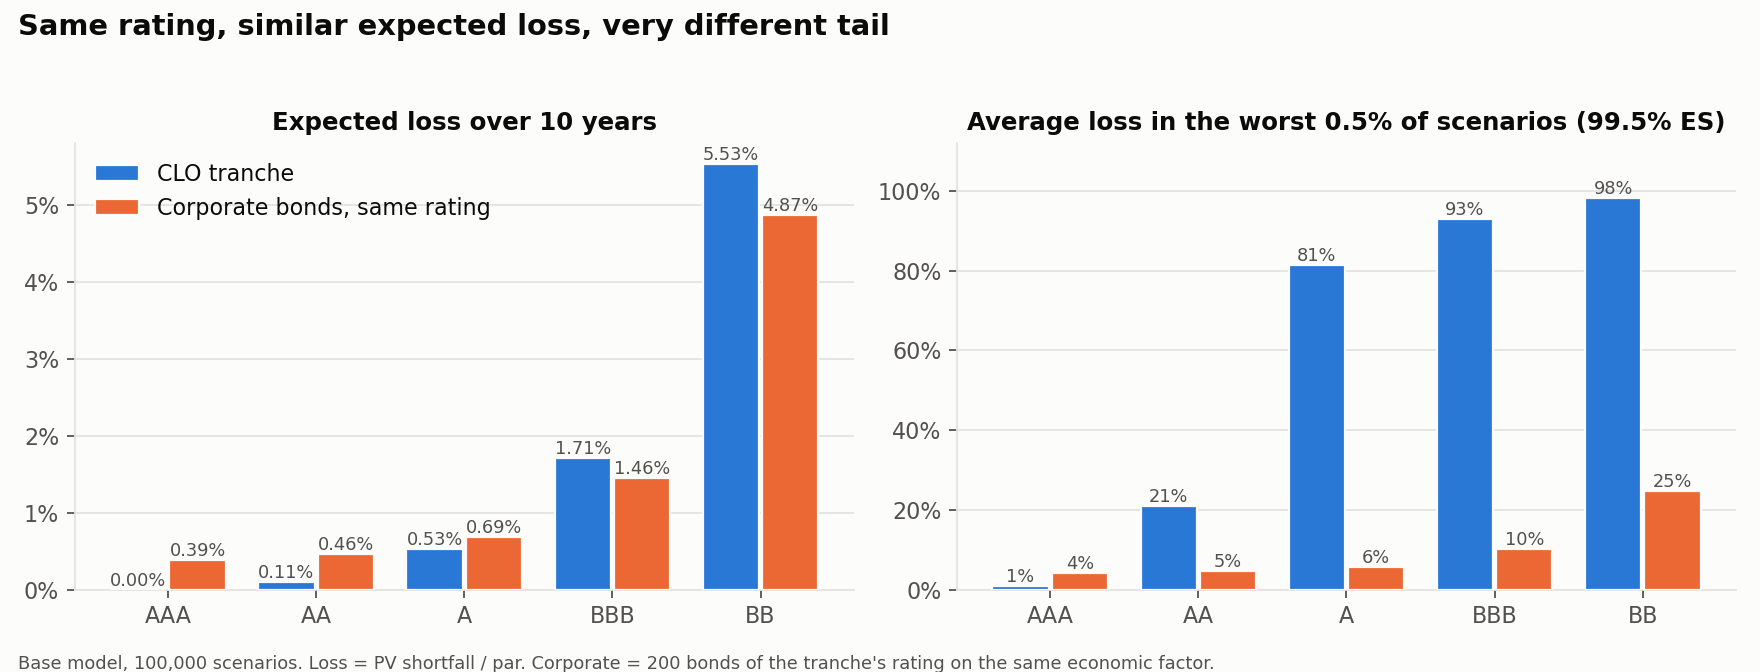 Same rating, similar expected loss, very different tail
Expected loss over 10 years
CLO tranche
Corporate bonds, same rating
5%
4%
3%
2%
1%
0%
0.00%
0.39%
0.11%
0.46%
0.53%
0.69%
1.71%
1.46%
5.53%
4.87%
AAA
AA
A
BBB
BB
Average loss in the worst 0.5% of scenarios (99.5% ES)
100%
80%
60%
40%
20%
0%
1%
4%
21%
5%
81%
6%
93%
10%
98%
25%
AAA
AA
A
BBB
BB
Base model, 100,000 scenarios. Loss = PV shortfall / par. Corporate = 200 bonds of the tranche's rating on the same economic factor.